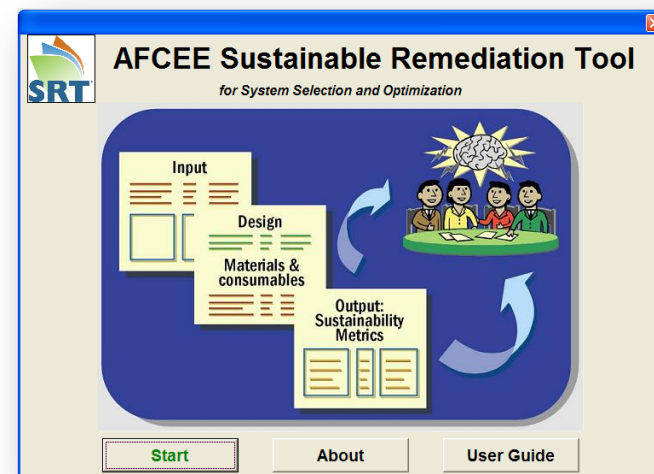 SRT
AFCEE Sustainable Remediation Tool
for System Selection and Optimization
Input
Design
Materials &
consumables
Output:
Sustainability
Metrics
Start
About
User Guide